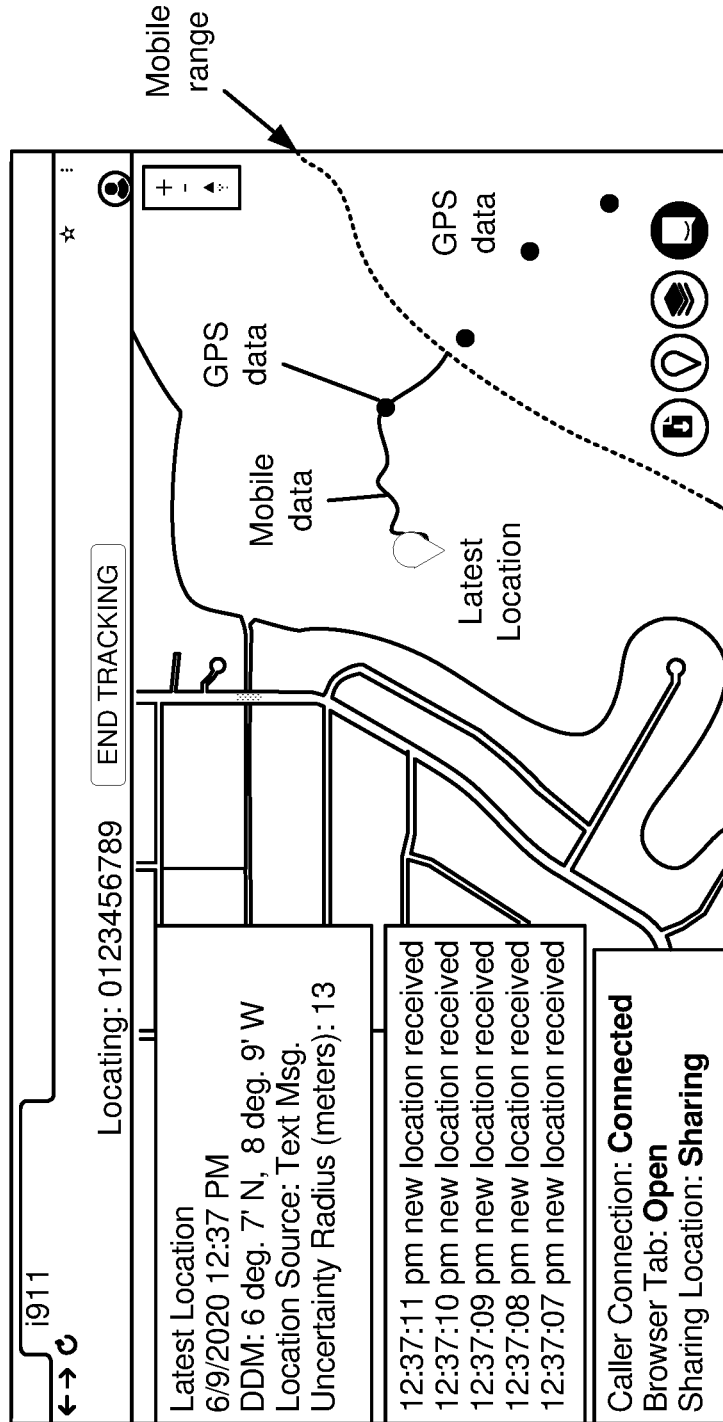 i911
Locating: 0123456789
END TRACKING
Latest Location
6/9/2020 12:37 PM
DDM: 6 deg. 7' N, 8 deg. 9' W
Location Source: Text Msg.
Uncertainty Radius (meters): 13
12:37:11 pm new location received
12:37:10 pm new location received
12:37:09 pm new location received
12:37:08 pm new location received
12:37:07 pm new location received
Caller Connection: Connected
Browser Tab: Open
Sharing Location: Sharing
Mobile
data
GPS
data
Latest
Location
GPS
data
Mobile
range